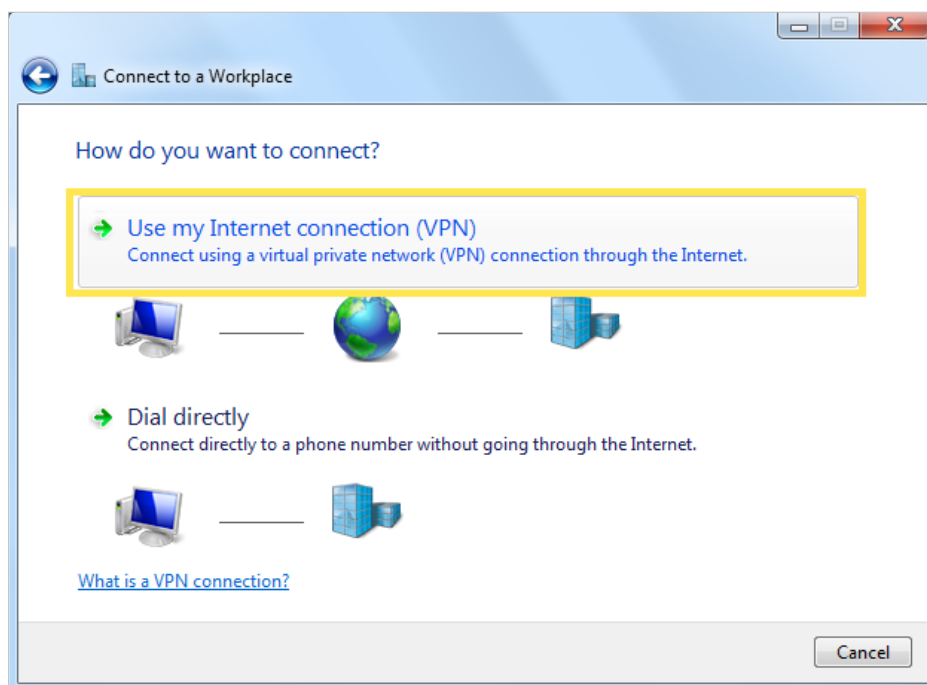 Connect to a Workplace
How do you want to connect?
Use my Internet connection (VPN)
Connect using a virtual private network (VPN) connection through the Internet.
Dial directly
Connect directly to a phone number without going through the Internet.
What is a VPN connection?
Cancel